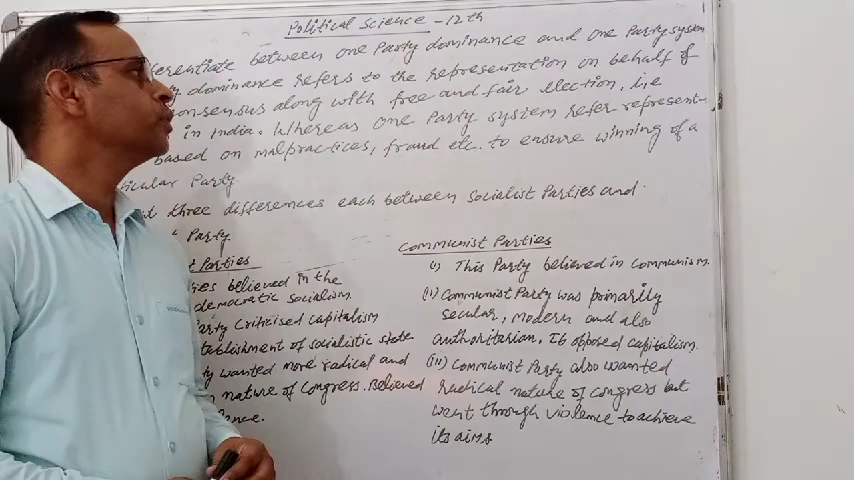 Political Science - 12th
erentiate between one Party dominance and one Party system
dominance refers to the representation on behalf of
onsensus along with free and fair election, i.e
in India. Whereas one Party system refer represent-
based on malpractices, fraud etc. to ensure winning of a
icular Party
three differences each between Socialist Parties and
Party
t Parties
ies believed in the
democratic socialism
arty Criticised capitalism
tablishment of socialistic state
ty wanted more radical and
n nature of Congress. Believed
lence.
Communist Parties
i) This Party believed in communism.
(ii) Communist Party was primarily
secular, modern and also
authoritarian. It opposed capitalism.
(iii) Communist Party also wanted
radical nature of congress but
went through violence to achieve
its aims